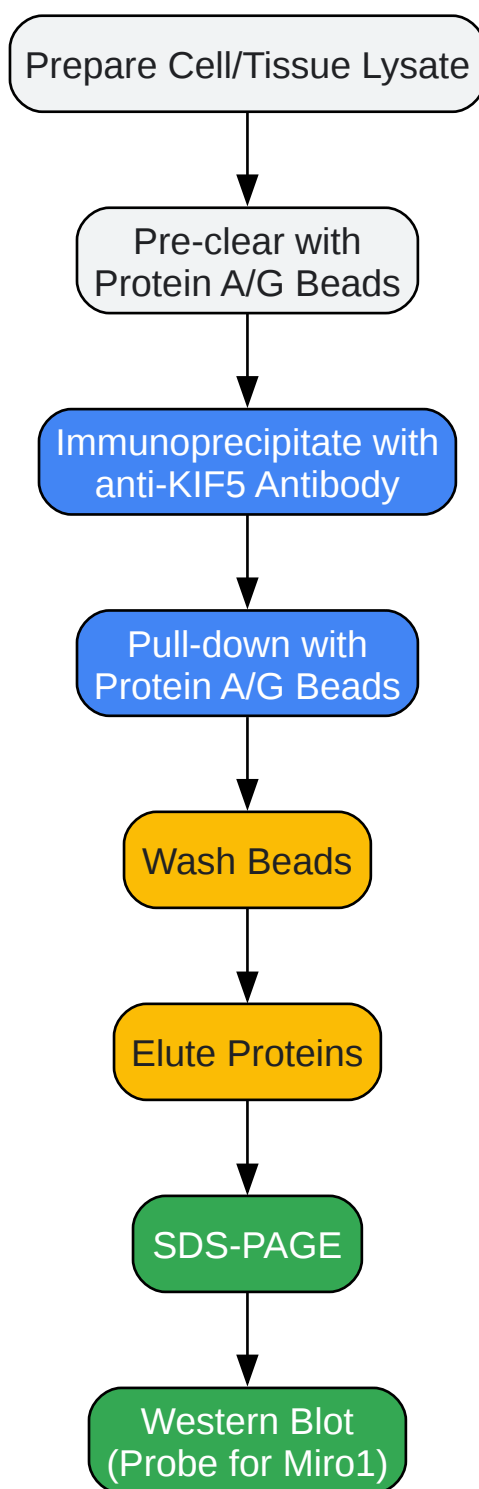 Prepare Cell/Tissue Lysate
Pre-clear with
Protein A/G Beads
Immunoprecipitate with
anti-KIF5 Antibody
Pull-down with
Protein A/G Beads
Wash Beads
Elute Proteins
SDS-PAGE
Western Blot
(Probe for Miro1)